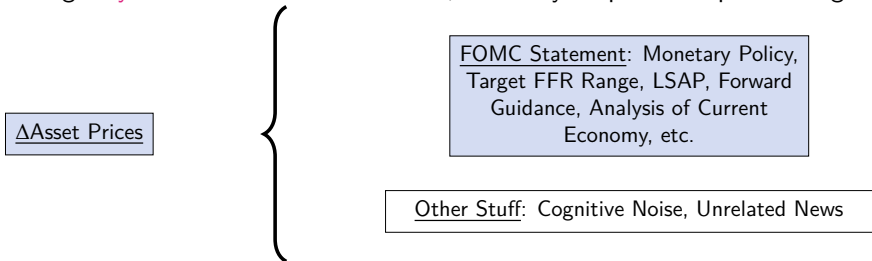 FOMC Statement: Monetary Policy,
Target FFR Range, LSAP, Forward
Guidance, Analysis of Current
Economy, etc.
ΔAsset Prices
Other Stuff: Cognitive Noise, Unrelated News